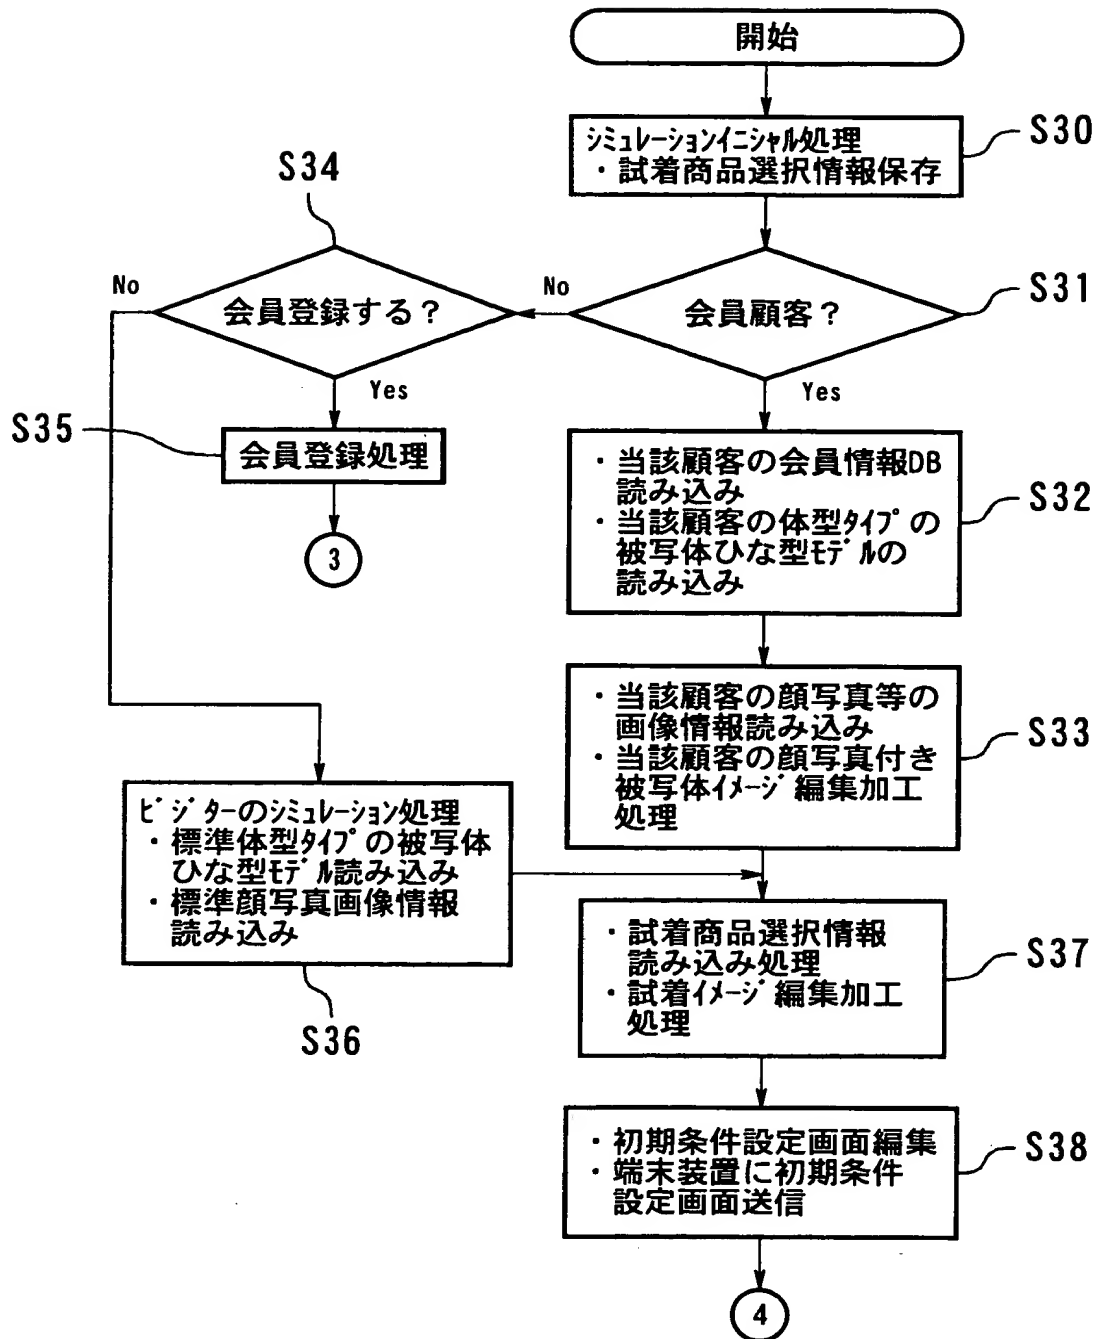 開始
シミュレーションイニシャル処理
・試着商品選択情報保存
S30
S34
No
会員登録する?
No
会員顧客?
S31
Yes
Yes
S35
会員登録処理
3
・当該顧客の会員情報DB
読み込み
・当該顧客の体型タイプの
被写体ひな型モデルの
読み込み
S32
・当該顧客の顔写真等の
画像情報読み込み
・当該顧客の顔写真付き
被写体イメージ編集加工
処理
S33
ビジターのシミュレーション処理
・標準体型タイプの被写体
ひな型モデル読み込み
・標準顔写真画像情報
読み込み
S36
・試着商品選択情報
読み込み処理
・試着イメージ編集加工
処理
S37
・初期条件設定画面編集
・端末装置に初期条件
設定画面送信
S38
4